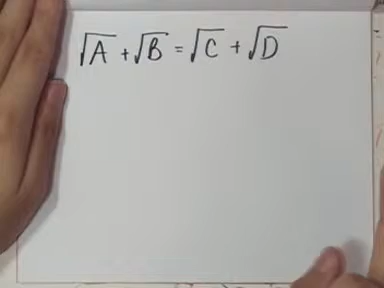 √A + √B = √C + √D